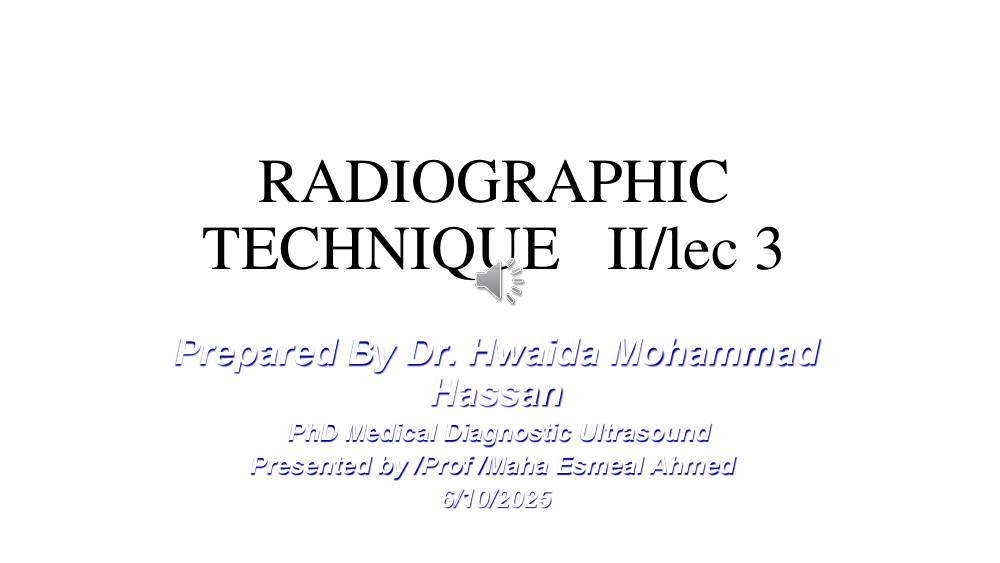 RADIOGRAPHIC
TECHNIQUE II/lec 3
Prepared By Dr. Hwaida Mohammad
Hassan
PhD Medical Diagnostic Ultrasound
Presented by /Prof /Maha Esmeal Ahmed
6/10/2025